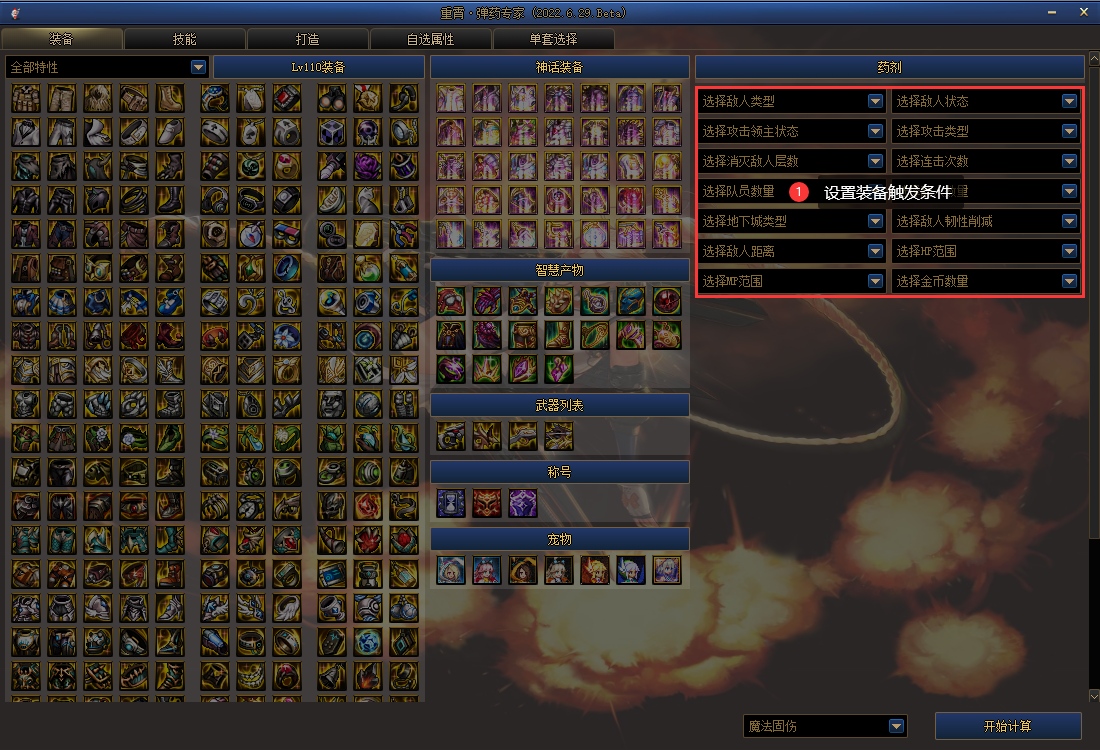 重霄·弹药专家 (2022.6.29.Beta)
装备 技能 打造 自选属性 单套选择
全部特性 Lv110装备 神话装备 药剂
选择敌人类型 选择敌人状态
选择攻击领主状态 选择攻击类型
选择消灭敌人层数 选择连击次数
选择队员数量 1 设置装备触发条件 量
选择地下城类型 选择敌人韧性削减
选择敌人距离 选择HP范围
选择MP范围 选择金币数量
智慧产物
武器列表
称号
宠物
魔法固伤 开始计算